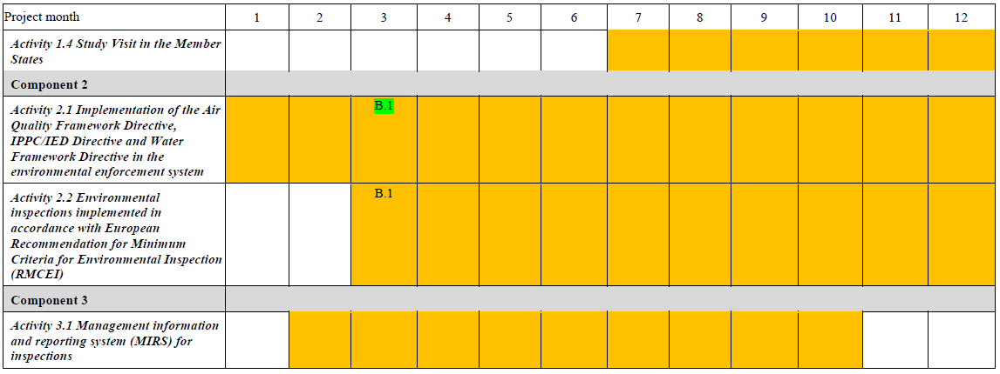 Project month 1 2 3 4 5 6 7 8 9 10 11 12
Activity 1.4 Study Visit in the Member
States
Component 2
Activity 2.1 Implementation of the Air
Quality Framework Directive,
IPPC/IED Directive and Water
Framework Directive in the
environmental enforcement system
B.1
Activity 2.2 Environmental
inspections implemented in
accordance with European
Recommendation for Minimum
Criteria for Environmental Inspection
(RMCEI)
B.1
Component 3
Activity 3.1 Management information
and reporting system (MIRS) for
inspections